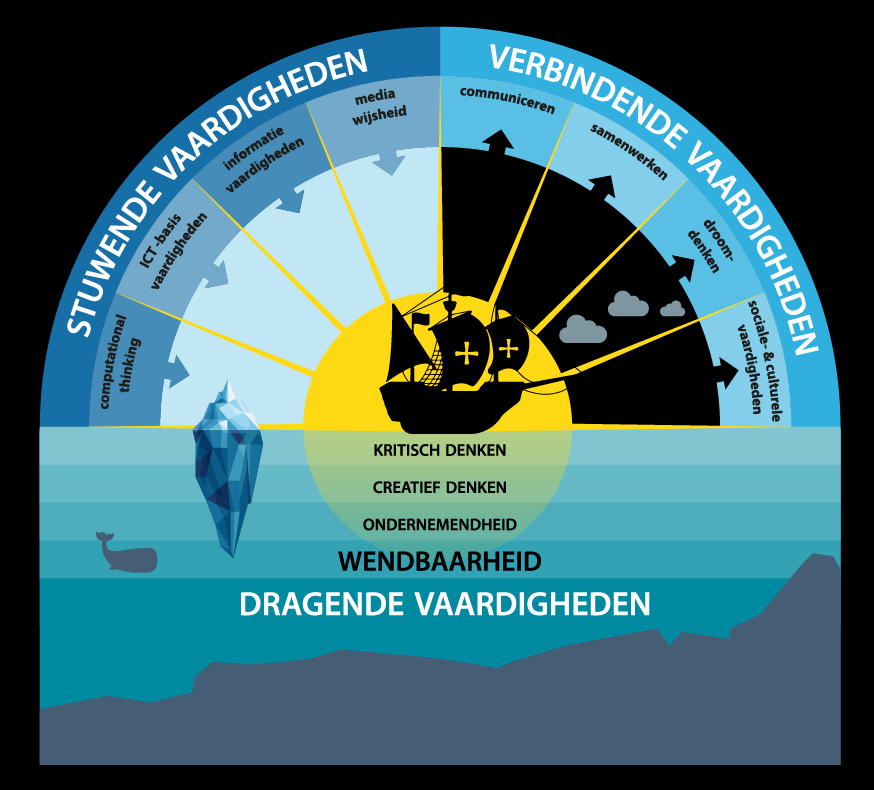 STUWENDE VAARDIGHEDEN
VERBINDENDE VAARDIGHEDEN
computational
thinking
ICT-basis
vaardigheden
informatie
vaardigheden
media
wijsheid
communiceren
samenwerken
droom-
denken
sociale- & culturele
vaardigheden
KRITISCH DENKEN
CREATIEF DENKEN
ONDERNEMENDHEID
WENDBAARHEID
DRAGENDE VAARDIGHEDEN